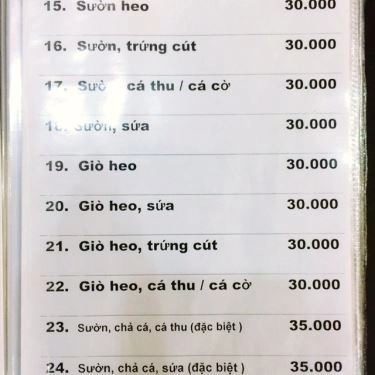 15. Sườn heo 30.000
16. Sườn, trứng cút 30.000
17. Sườn, cá thu / cá cờ 30.000
18. Sườn, sứa 30.000
19. Giò heo 30.000
20. Giò heo, sứa 30.000
21. Giò heo, trứng cút 30.000
22. Giò heo, cá thu / cá cờ 30.000
23. Sườn, chả cá, cá thu (đặc biệt ) 35.000
24. Sườn, chả cá, sứa (đặc biệt ) 35.000